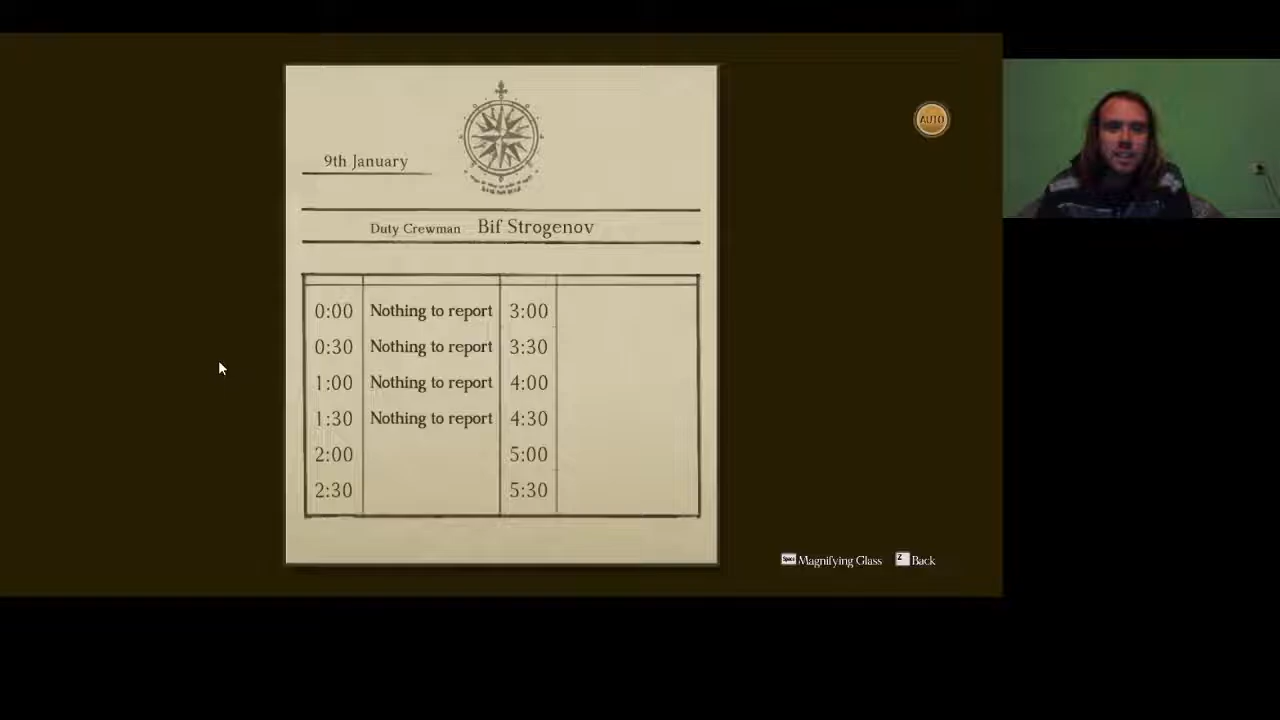 AUTO
9th January
Duty Crewman Bif Strogenov
0:00 Nothing to report 3:00
0:30 Nothing to report 3:30
1:00 Nothing to report 4:00
1:30 Nothing to report 4:30
2:00 5:00
2:30 5:30
Space Magnifying Glass Z Back